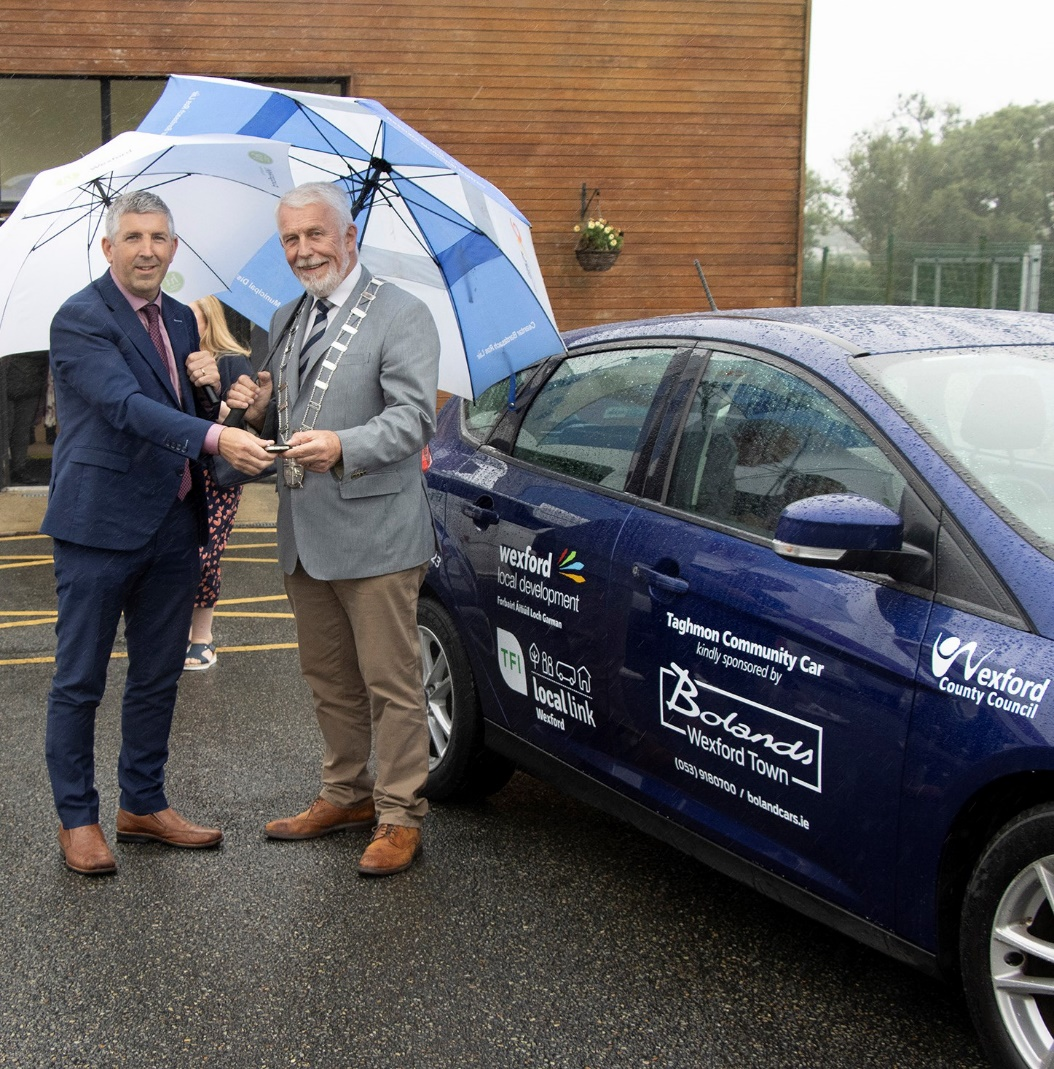 wexford
local development
Forbairt Áitiúil Loch Garman
TFI
local link
Wexford
Taghmon Community Car
kindly sponsored by
Bolands
Wexford Town
(053) 9180700 / bolandcars.ie
Wexford
County Council